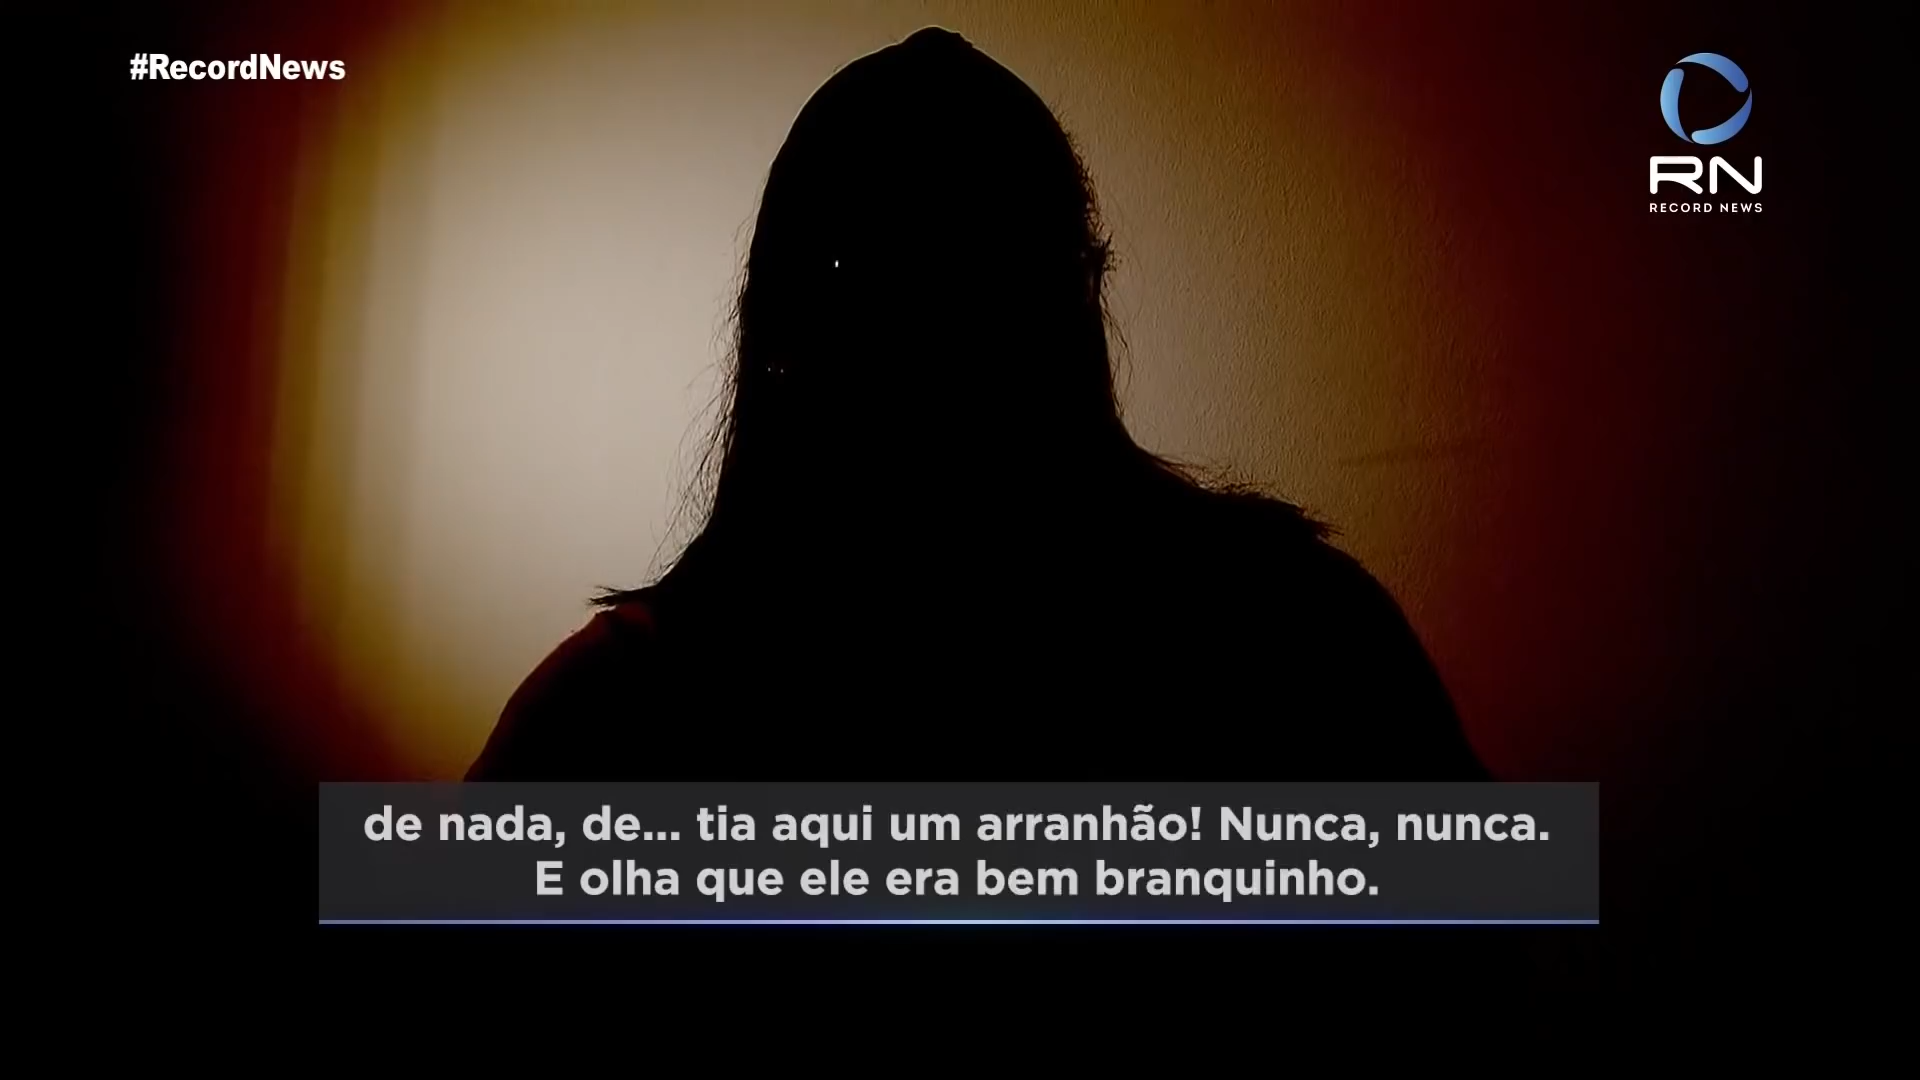 #RecordNews
RN
RECORD NEWS
de nada, de... tia aqui um arranhão! Nunca, nunca.
E olha que ele era bem branquinho.